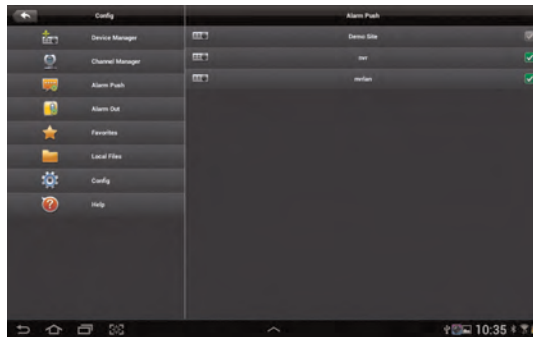 Config
Alarm Push
Device Manager
Channel Manager
Alarm Push
Alarm Out
Favorites
Local Files
Config
Help
Demo Site
nvr
nvrlan
10:35